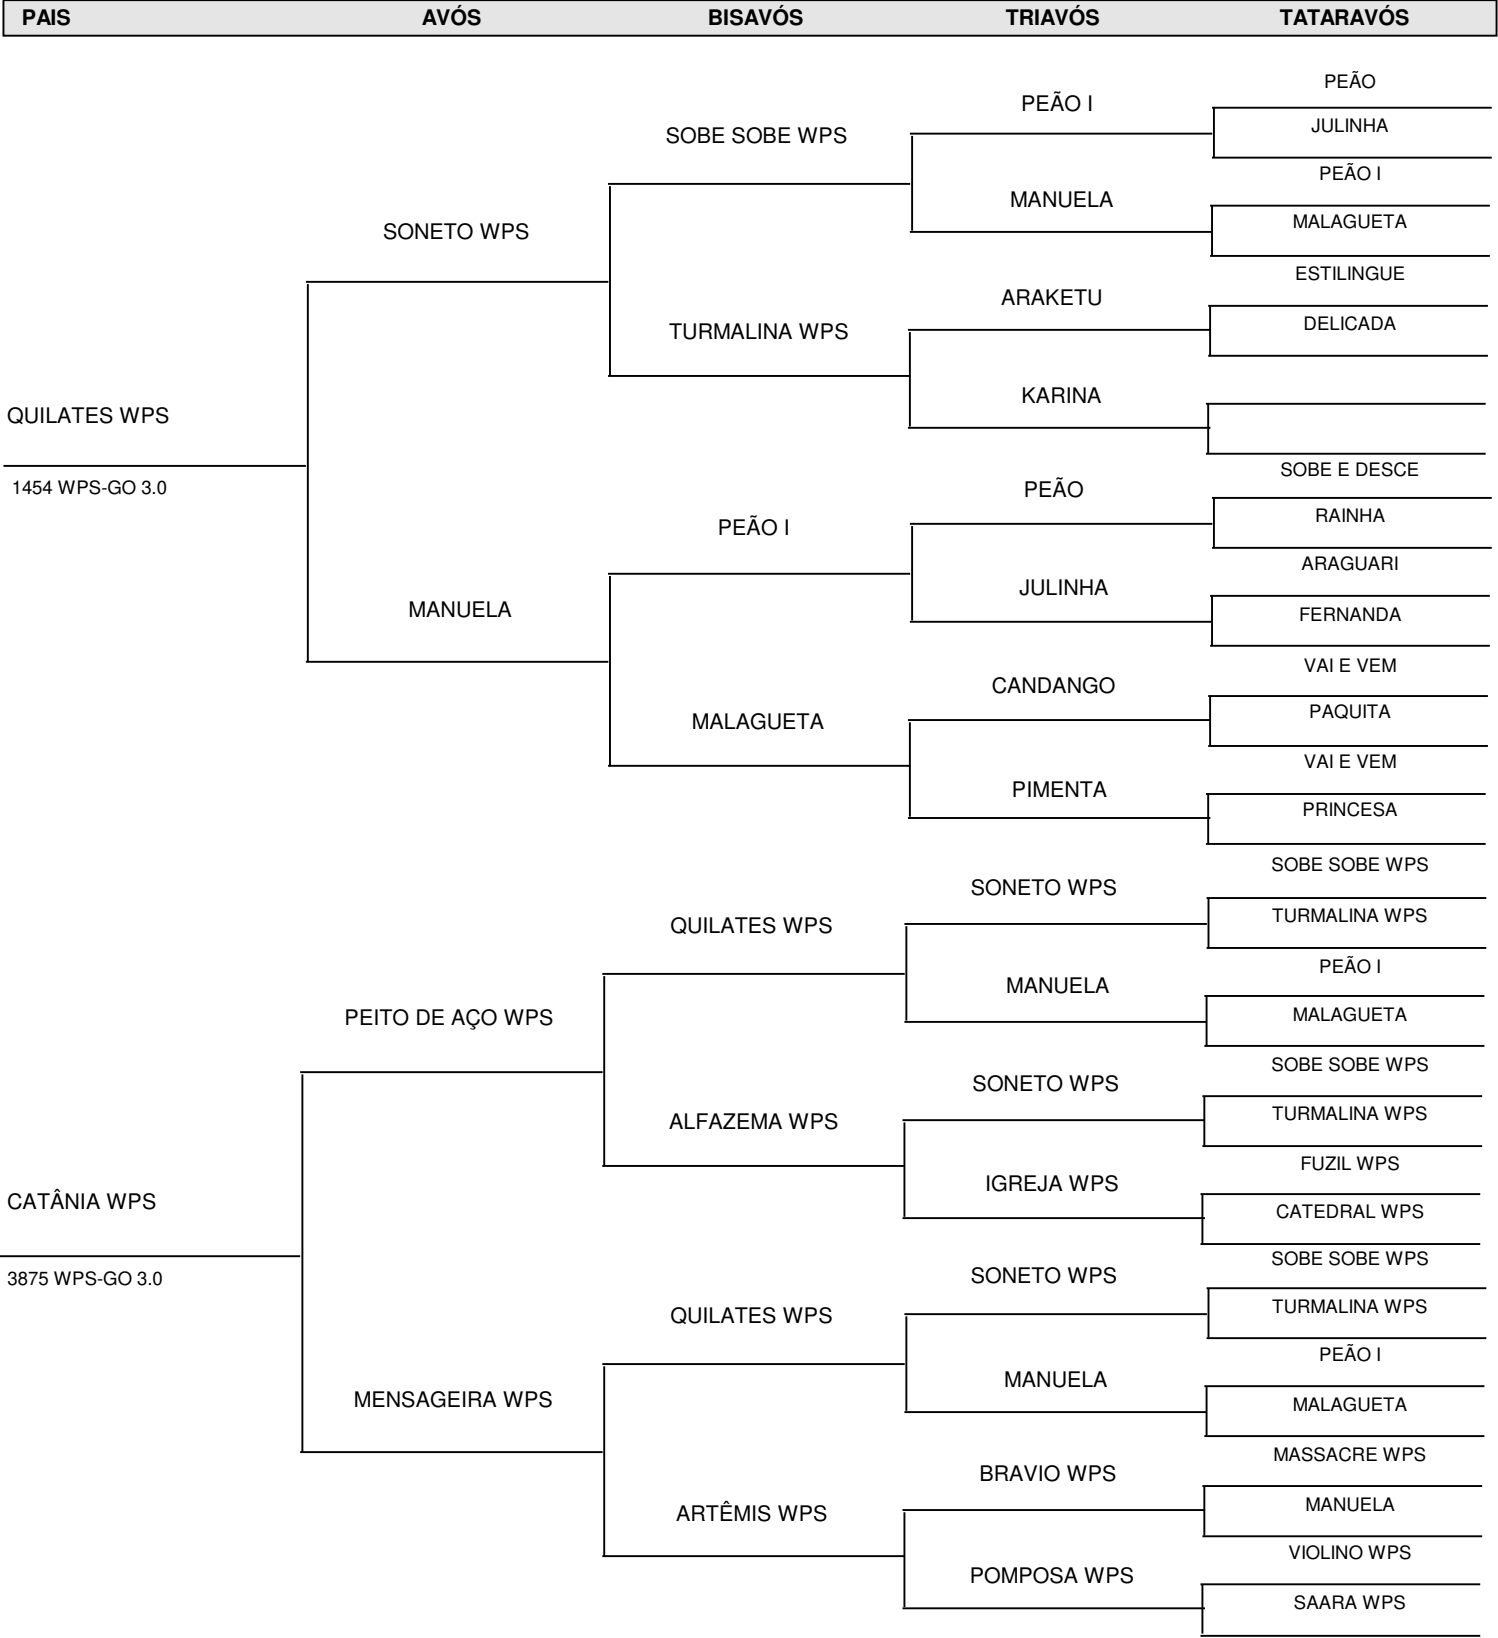 PAIS AVÓS BISAVÓS TRIAVÓS TATARAVÓS
PEÃO
PEÃO I
JULINHA
SOBE SOBE WPS
PEÃO I
MANUELA
MALAGUETA
SONETO WPS
ESTILINGUE
ARAKETU
DELICADA
TURMALINA WPS
KARINA
QUILATES WPS
1454 WPS-GO 3.0
SOBE E DESCE
PEÃO
RAINHA
PEÃO I
ARAGUARI
JULINHA
FERNANDA
MANUELA
VAI E VEM
CANDANGO
PAQUITA
MALAGUETA
VAI E VEM
PIMENTA
PRINCESA
SOBE SOBE WPS
SONETO WPS
TURMALINA WPS
QUILATES WPS
PEÃO I
MANUELA
MALAGUETA
PEITO DE AÇO WPS
SOBE SOBE WPS
SONETO WPS
TURMALINA WPS
ALFAZEMA WPS
FUZIL WPS
IGREJA WPS
CATEDRAL WPS
CATÂNIA WPS
3875 WPS-GO 3.0
SOBE SOBE WPS
SONETO WPS
TURMALINA WPS
QUILATES WPS
PEÃO I
MANUELA
MALAGUETA
MENSAGEIRA WPS
MASSACRE WPS
BRAVIO WPS
MANUELA
ARTÊMIS WPS
VIOLINO WPS
POMPOSA WPS
SAARA WPS